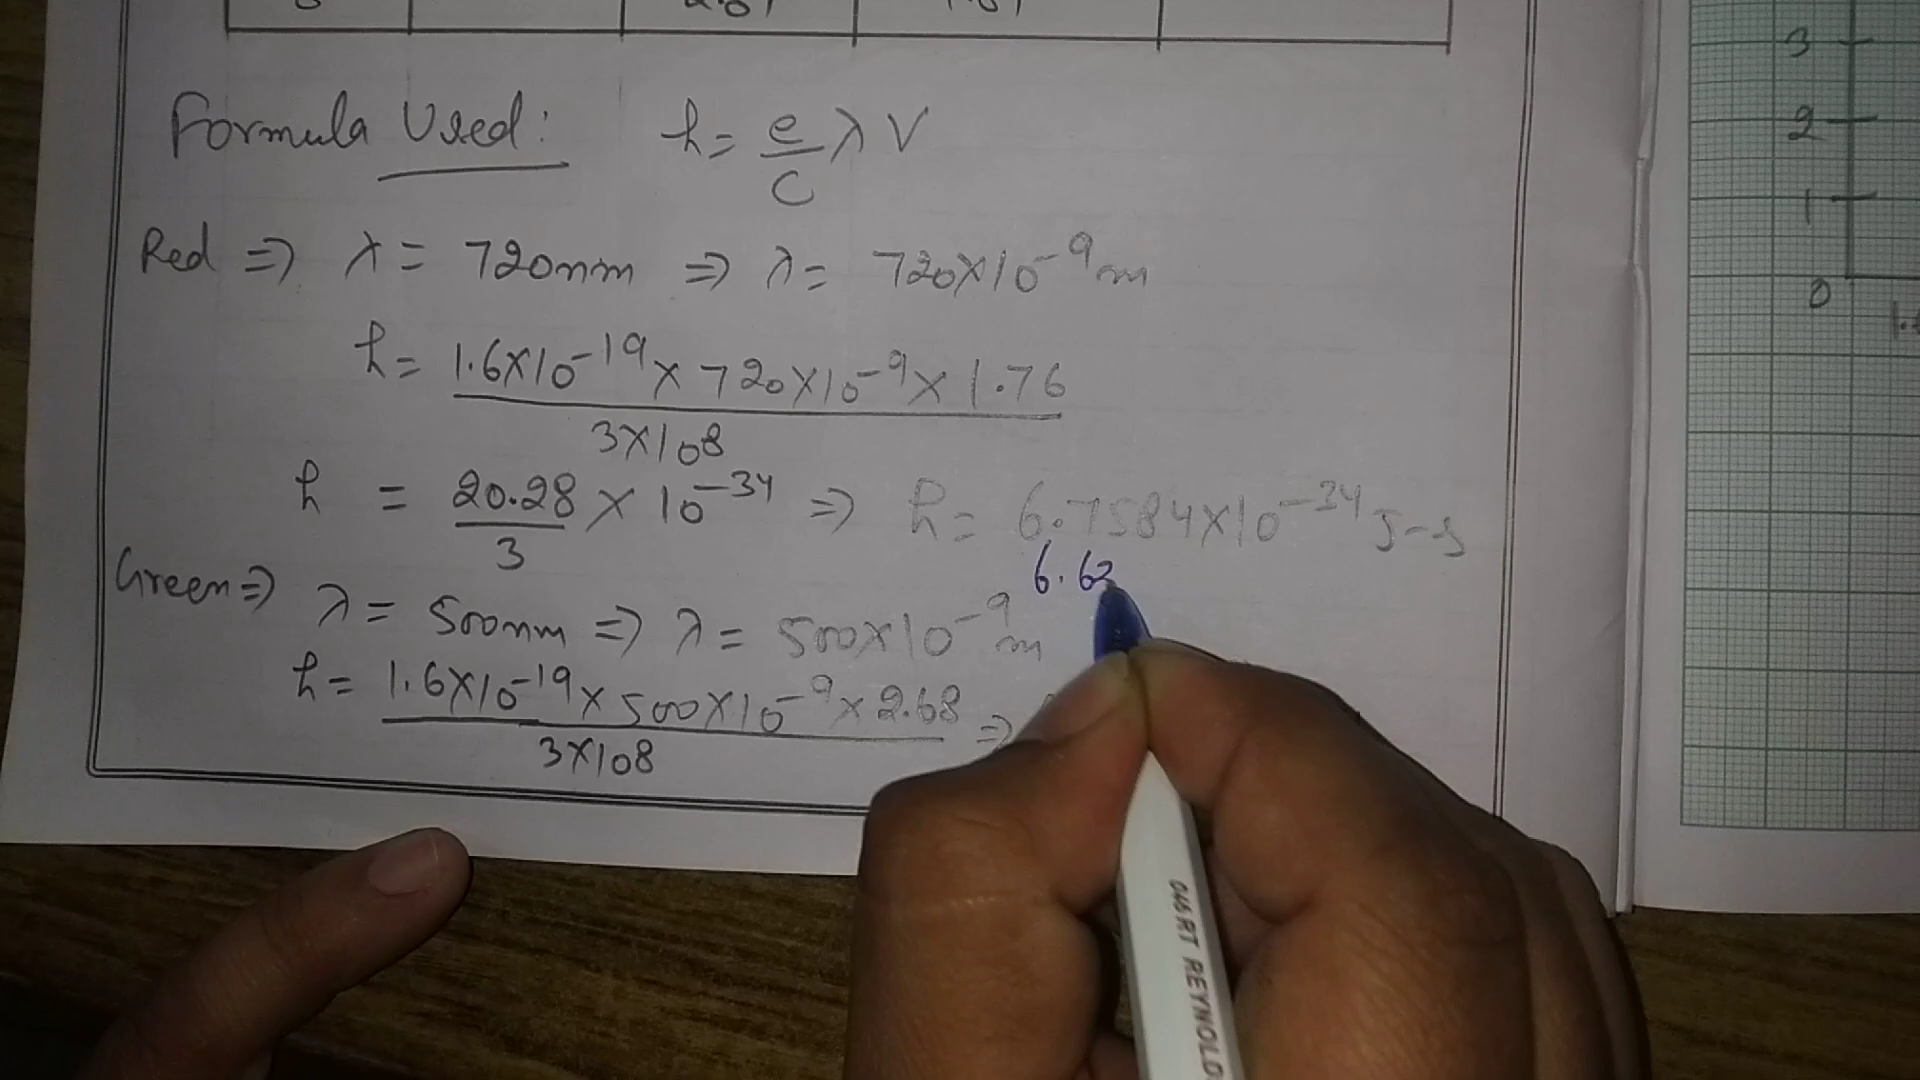 Formula Used: h = e/c λ V
Red => λ = 720nm => λ = 720×10⁻⁹m
h = 1.6×10⁻¹⁹ × 720×10⁻⁹ × 1.76 / 3×10⁸
h = 20.28/3 × 10⁻³⁴ => h = 6.7584×10⁻³⁴ J-s
6.62
Green => λ = 500nm => λ = 500×10⁻⁹m
h = 1.6×10⁻¹⁹ × 500×10⁻⁹ × 2.68 / 3×10⁸ =>
3
2
1
0
REYNOLD